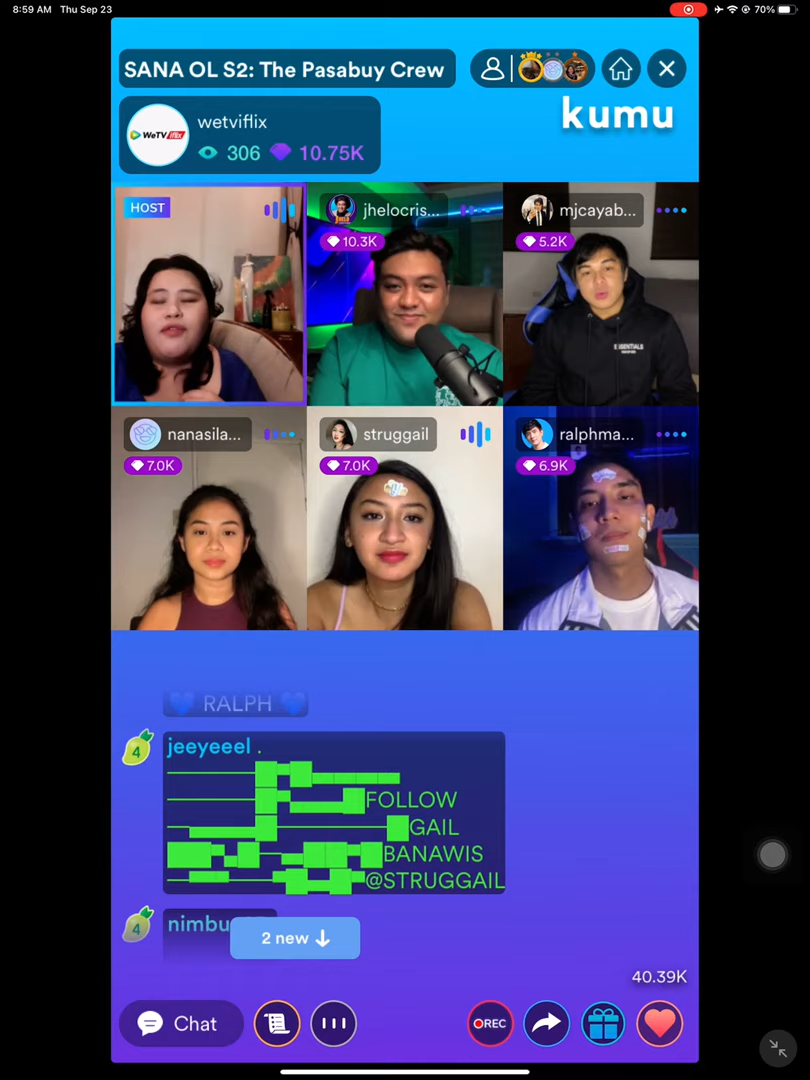 8:59 AM Thu Sep 23
70%
SANA OL S2: The Pasabuy Crew
kumu
WeTV iflix
wetviflix
306 10.75K
HOST
jhelocris...
10.3K
mjcayab...
5.2K
ESSENTIALS
nanasila...
7.0K
struggail
7.0K
ralphma...
6.9K
RALPH
4
jeeyeeel .
FOLLOW
GAIL
BANAWIS
@STRUGGAIL
4
2 new
40.39K
Chat
REC